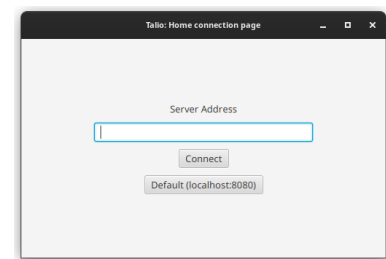 Talio: Home connection page
Server Address
Connect
Default (localhost:8080)